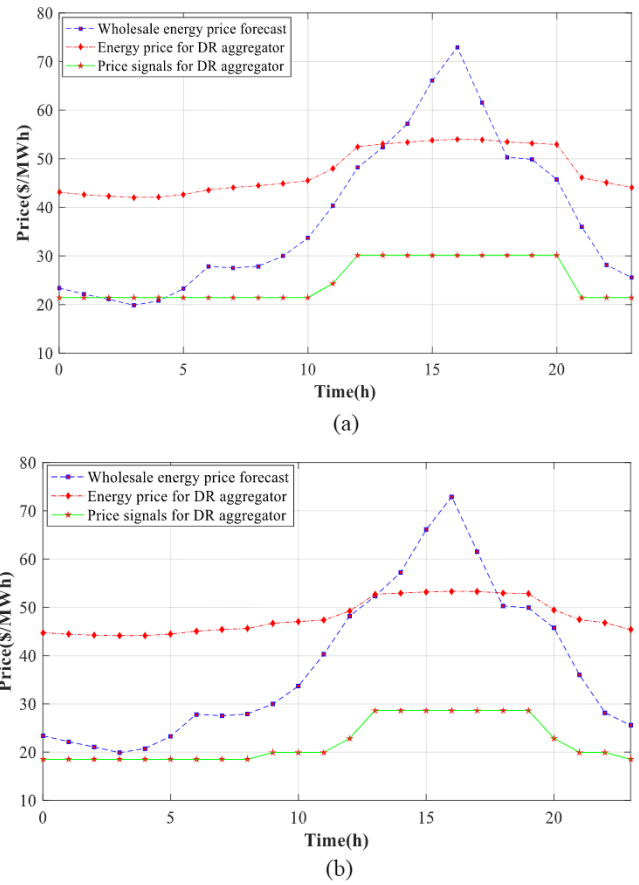 80
70
60
50
40
30
20
10
Price($/MWh)
Wholesale energy price forecast
Energy price for DR aggregator
Price signals for DR aggregator
0 5 10 15 20
Time(h)
(a)
80
70
60
50
40
30
20
10
Price($/MWh)
Wholesale energy price forecast
Energy price for DR aggregator
Price signals for DR aggregator
0 5 10 15 20
Time(h)
(b)